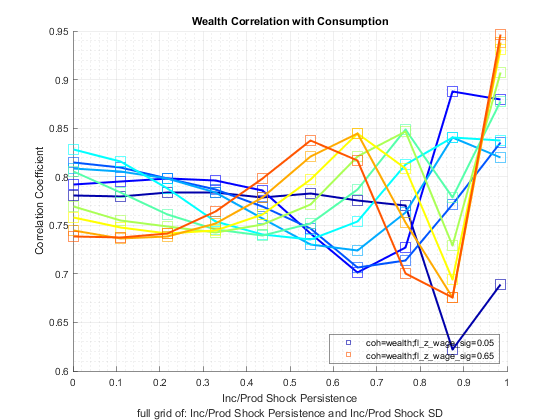 Wealth Correlation with Consumption
0.95
0.9
0.85
0.8
0.75
0.7
0.65
0.6
Correlation Coefficient
coh=wealth;fl_z_wage_sig=0.05
coh=wealth;fl_z_wage_sig=0.65
0 0.1 0.2 0.3 0.4 0.5 0.6 0.7 0.8 0.9 1
Inc/Prod Shock Persistence
full grid of: Inc/Prod Shock Persistence and Inc/Prod Shock SD